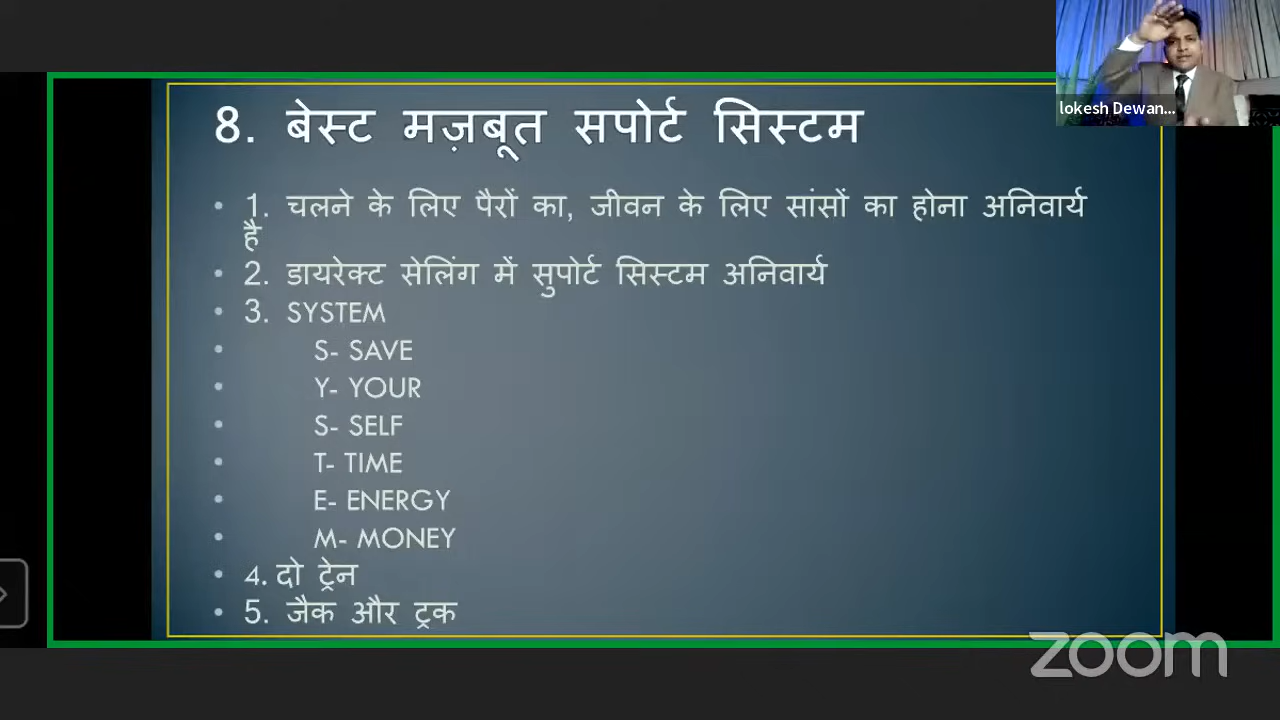 8. बेस्ट मज़बूत सपोर्ट सिस्टम
lokesh Dewan...
• 1. चलने के लिए पैरों का, जीवन के लिए सांसों का होना अनिवार्य
है
• 2. डायरेक्ट सेलिंग में सुपोर्ट सिस्टम अनिवार्य
• 3. SYSTEM
• S- SAVE
• Y- YOUR
• S- SELF
• T- TIME
• E- ENERGY
• M- MONEY
• 4. दो ट्रेन
• 5. जैक और ट्रक
zoom